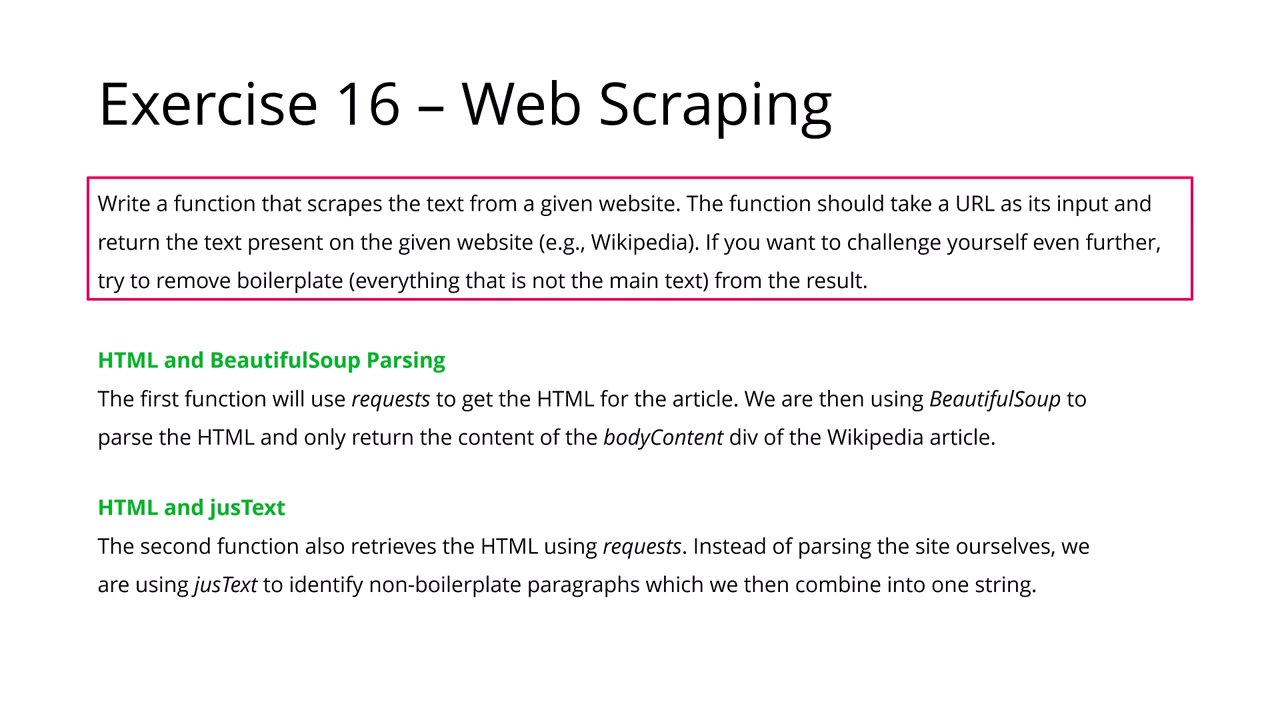 Exercise 16 – Web Scraping
Write a function that scrapes the text from a given website. The function should take a URL as its input and
return the text present on the given website (e.g., Wikipedia). If you want to challenge yourself even further,
try to remove boilerplate (everything that is not the main text) from the result.
HTML and BeautifulSoup Parsing
The first function will use requests to get the HTML for the article. We are then using BeautifulSoup to
parse the HTML and only return the content of the bodyContent div of the Wikipedia article.
HTML and jusText
The second function also retrieves the HTML using requests. Instead of parsing the site ourselves, we
are using jusText to identify non-boilerplate paragraphs which we then combine into one string.